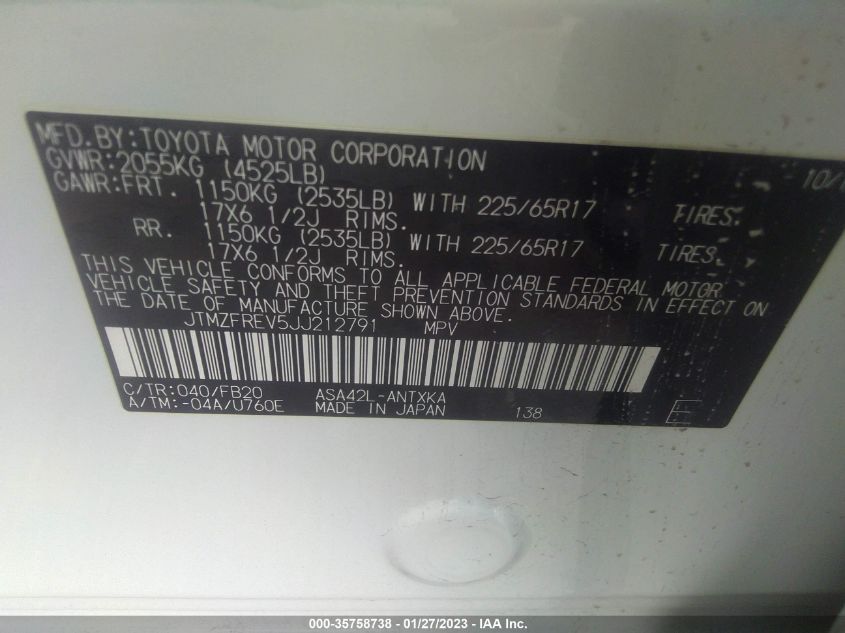 MFD. BY: TOYOTA MOTOR CORPORATION 10/
GVWR: 2055KG (4525LB)
GAWR: FRT. 1150KG (2535LB) WITH 225/65R17 TIRES.
17X6 1/2J RIMS.
RR. 1150KG (2535LB) WITH 225/65R17 TIRES
17X6 1/2J RIMS.
THIS VEHICLE CONFORMS TO ALL APPLICABLE FEDERAL MOTOR
VEHICLE SAFETY AND THEFT PREVENTION STANDARDS IN EFFECT ON
THE DATE OF MANUFACTURE SHOWN ABOVE.
JTMZFREV5JJ212791 MPV
C/TR: 040/FB20 ASA42L-ANTXKA
A/TM: -04A/U760E MADE IN JAPAN 138
000-35758738 - 01/27/2023 - IAA Inc.